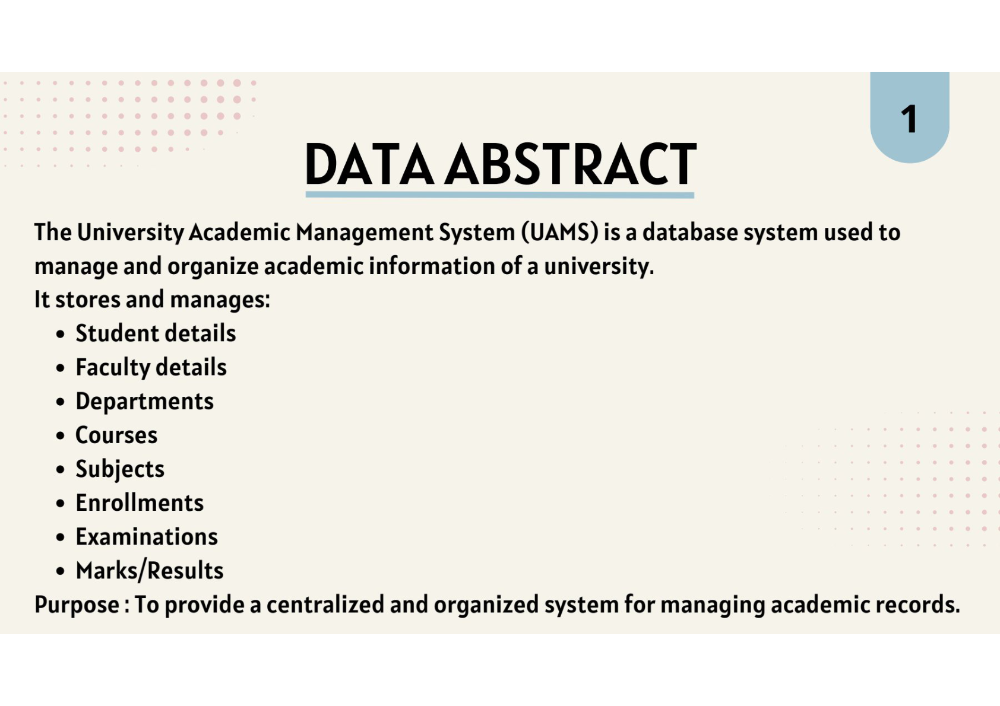 1
DATA ABSTRACT
The University Academic Management System (UAMS) is a database system used to
manage and organize academic information of a university.
It stores and manages:
• Student details
• Faculty details
• Departments
• Courses
• Subjects
• Enrollments
• Examinations
• Marks/Results
Purpose : To provide a centralized and organized system for managing academic records.